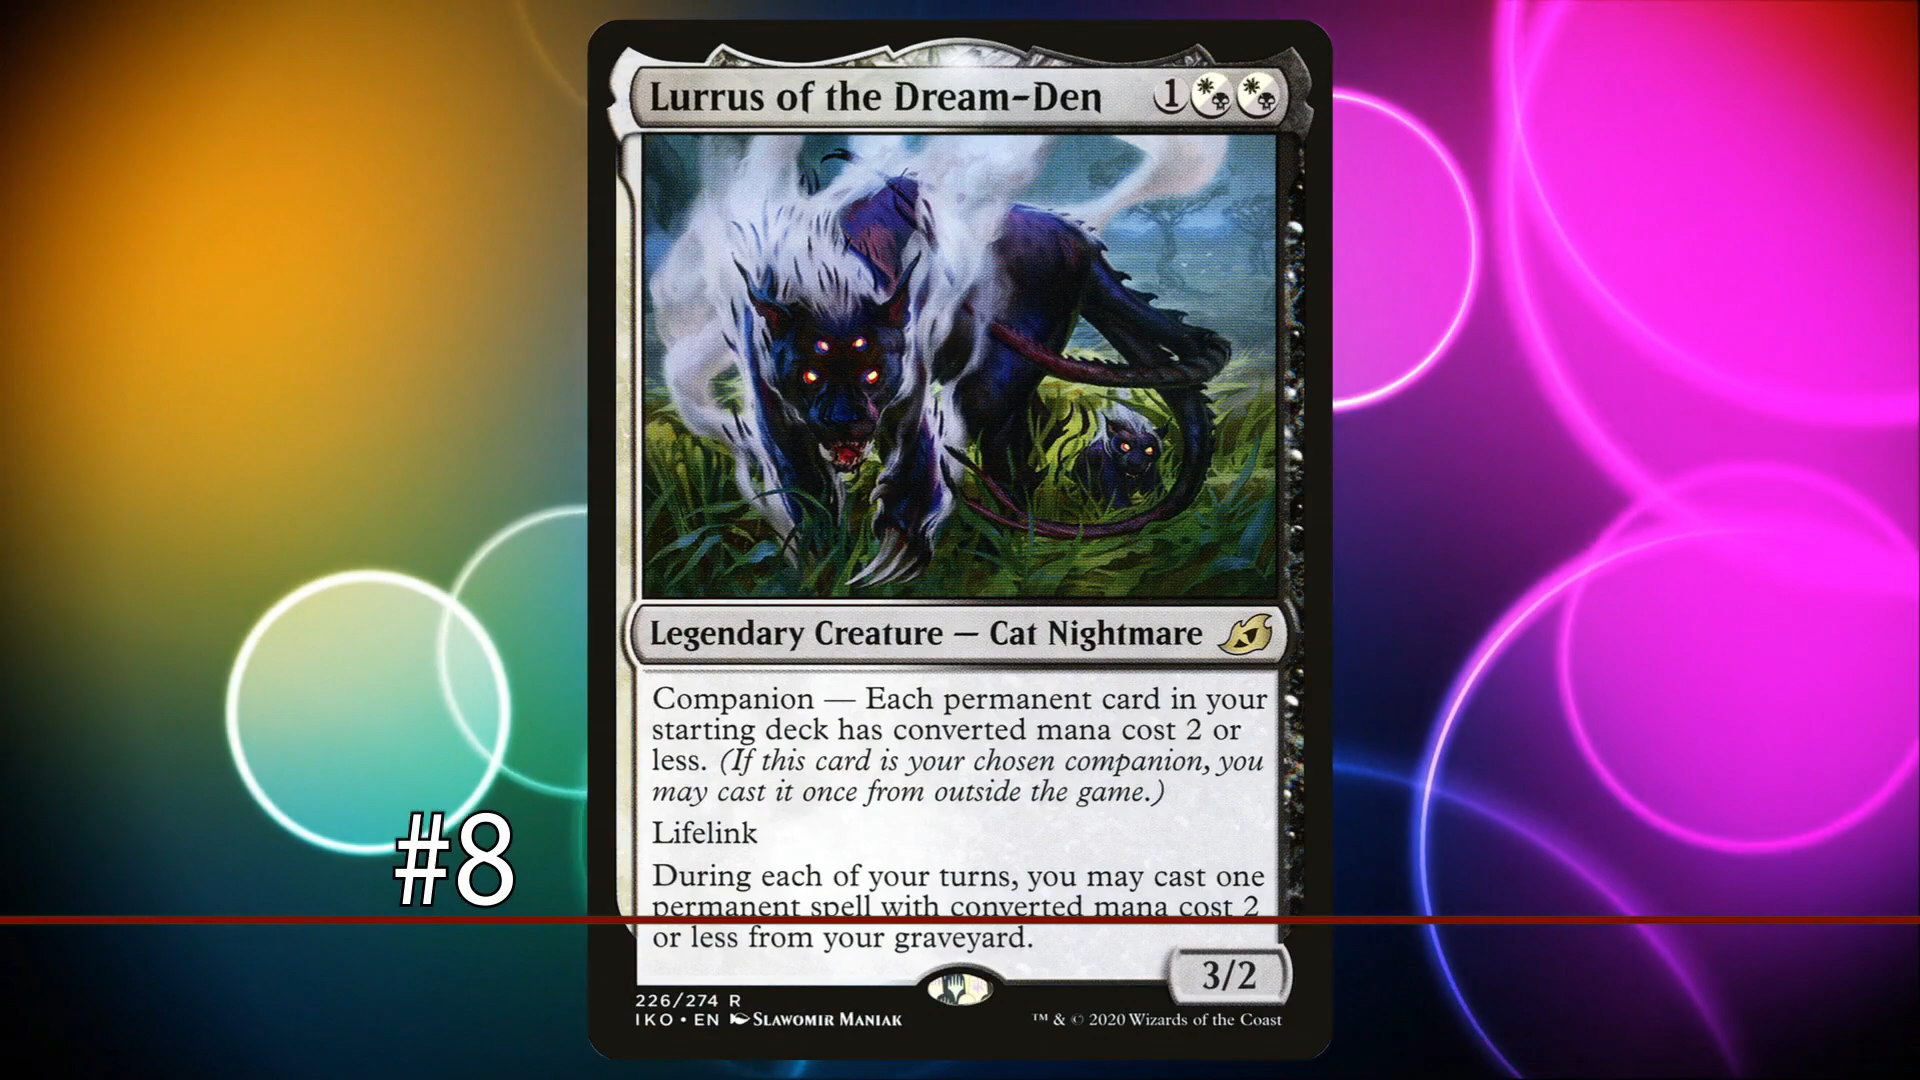 Lurrus of the Dream-Den 1
Legendary Creature — Cat Nightmare
Companion — Each permanent card in your
starting deck has converted mana cost 2 or
less. (If this card is your chosen companion, you
may cast it once from outside the game.)
Lifelink
During each of your turns, you may cast one
permanent spell with converted mana cost 2
or less from your graveyard.
3/2
226/274 R
IKO • EN SLAWOMIR MANIAK
™ & © 2020 Wizards of the Coast
#8